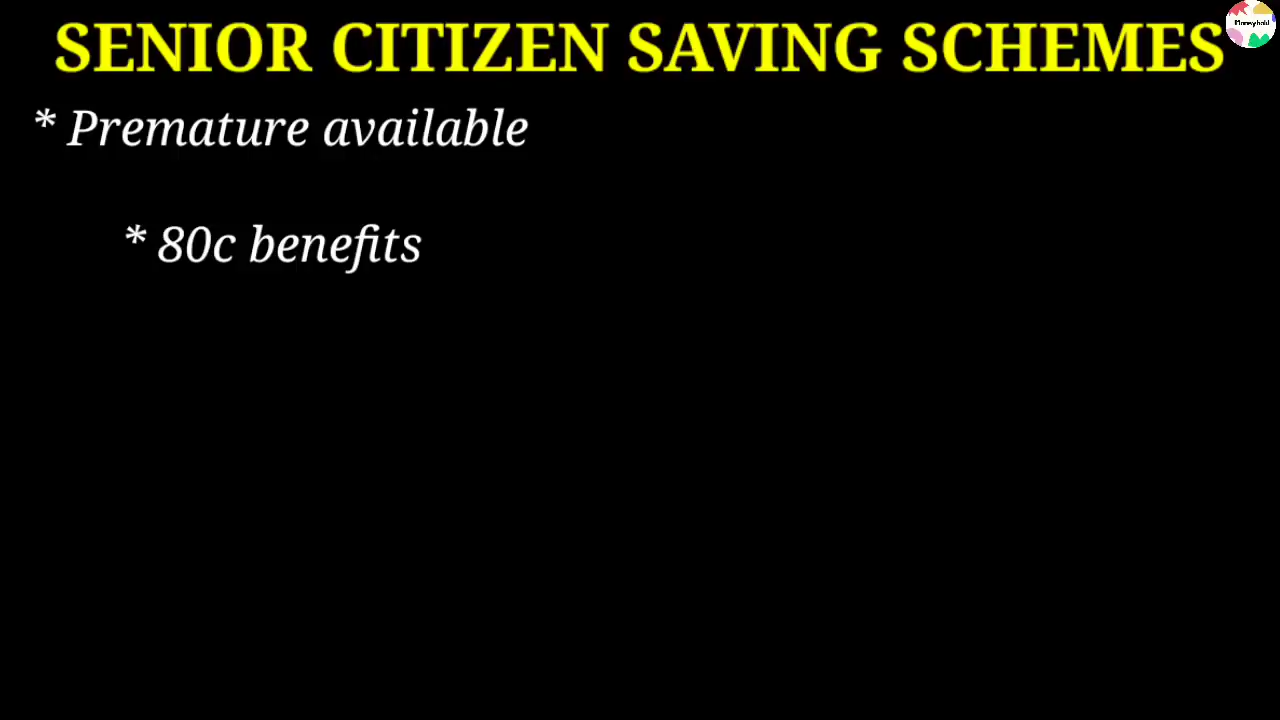 SENIOR CITIZEN SAVING SCHEMES
* Premature available
* 80c benefits